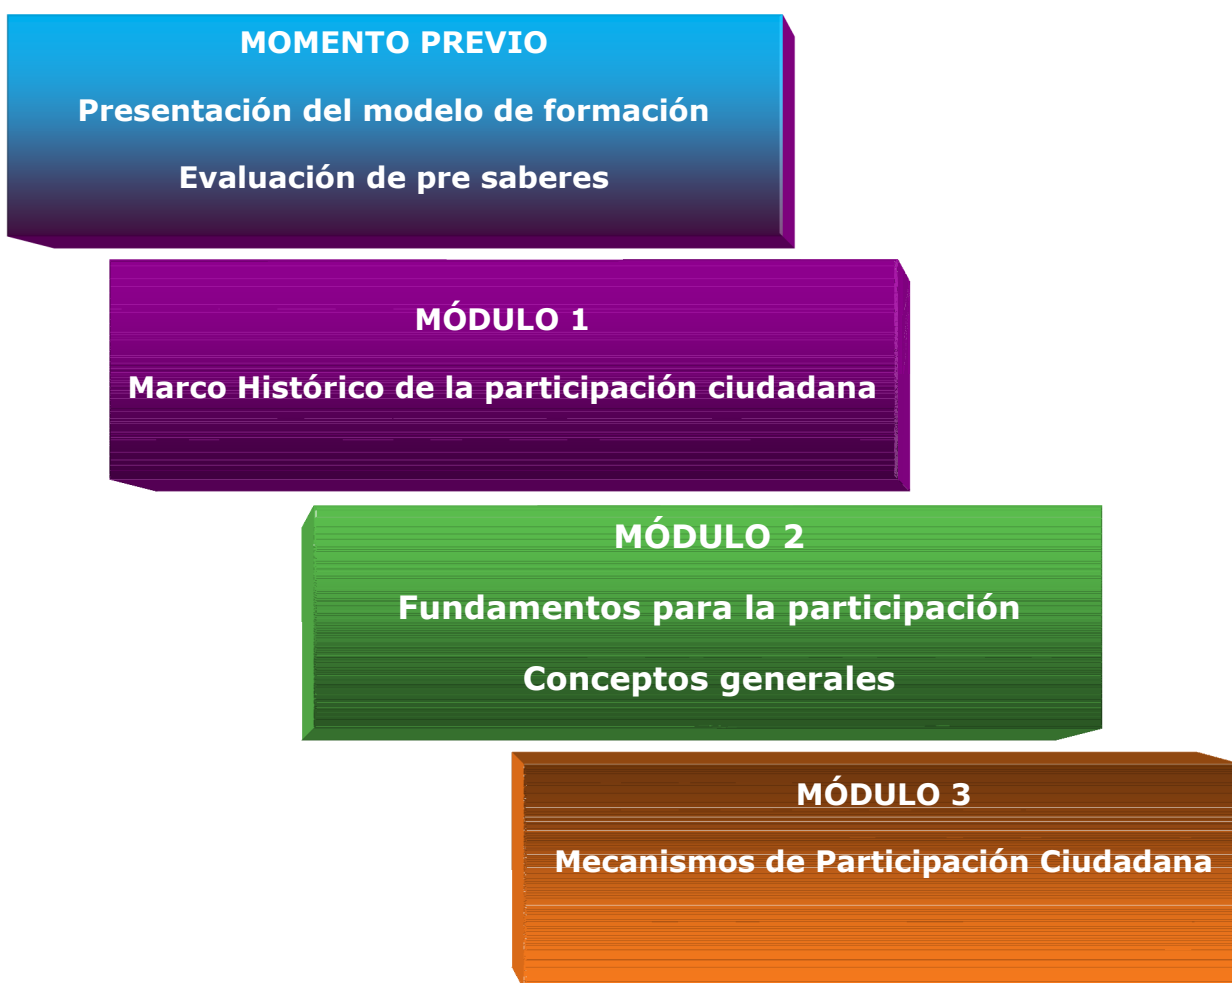 MOMENTO PREVIO
Presentación del modelo de formación
Evaluación de pre saberes
MÓDULO 1
Marco Histórico de la participación ciudadana
MÓDULO 2
Fundamentos para la participación
Conceptos generales
MÓDULO 3
Mecanismos de Participación Ciudadana